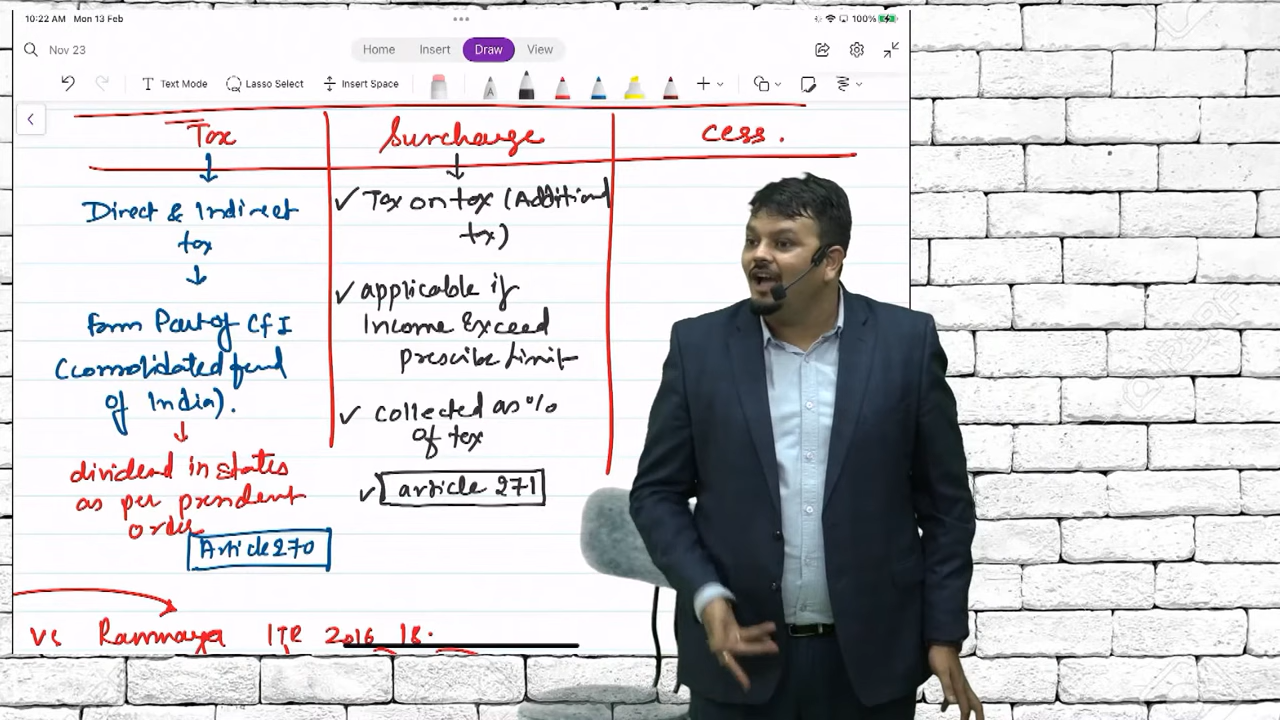 10:22 AM Mon 13 Feb
100%
Nov 23
Home Insert Draw View
Text Mode Lasso Select Insert Space
Tax Surcharge cess.
Direct & Indirect
tax
↓
form Part of CFI
(consolidated fund
of India).
↓
dividend in states
as per president
order
Article 270
✓ Tax on tax (Additional
tax)
✓ applicable if
Income Exceed
prescibe limit
✓ collected as %
of tax
✓ article 271
vs Rammaya ITR 2016 18.